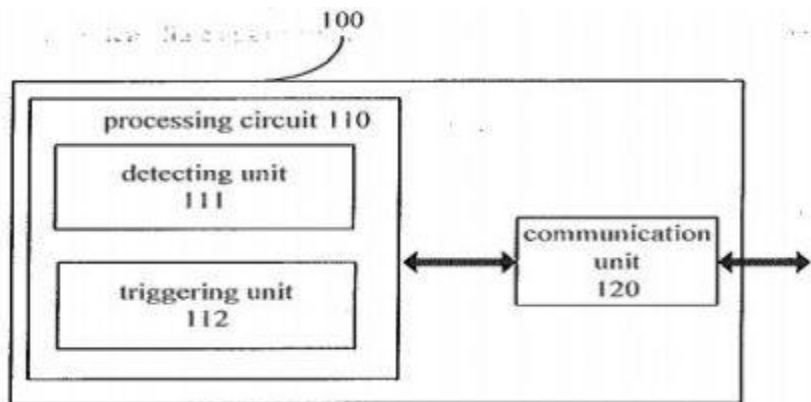 100
processing circuit 110
detecting unit
111
triggering unit
112
communication
unit
120